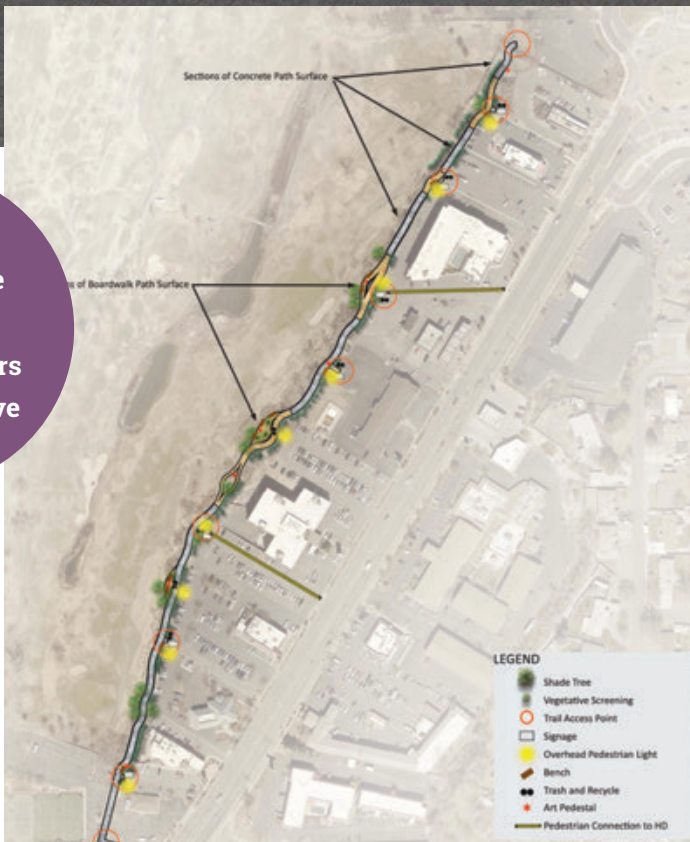 Sections of Concrete Path Surface
e
of Boardwalk Path Surface
rs
ve
LEGEND
Shade Tree
Vegetative Screening
Trail Access Point
Signage
Overhead Pedestrian Light
Bench
Trash and Recycle
Art Pedestal
Pedestrian Connection to HD